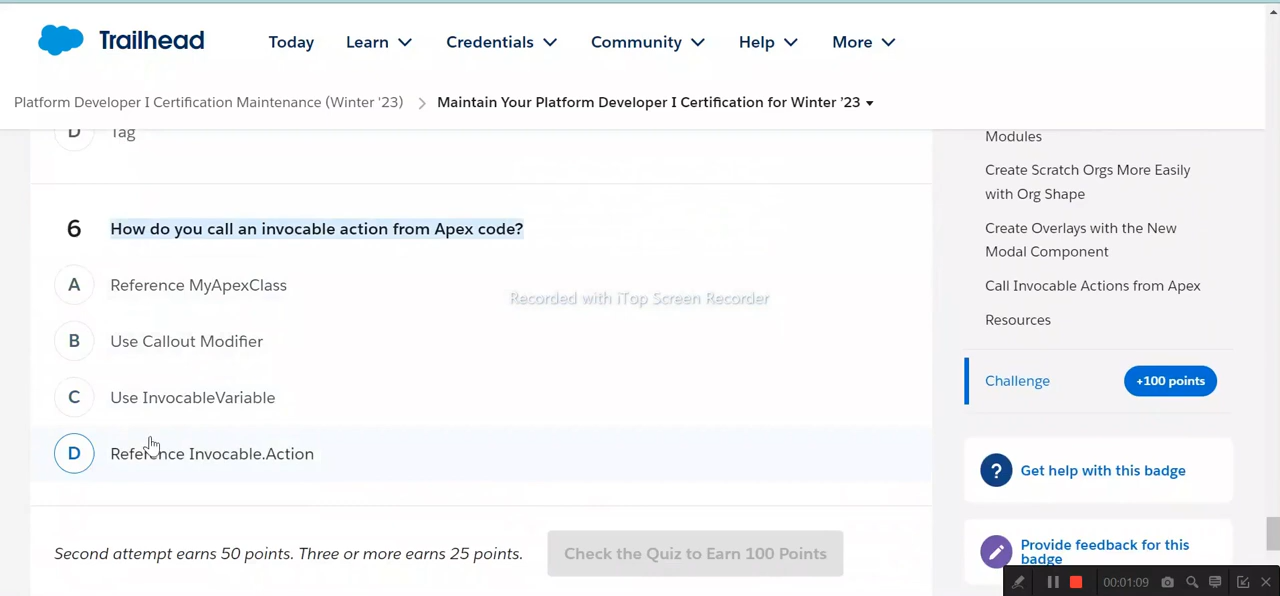 Trailhead
Today Learn Credentials Community Help More
Platform Developer I Certification Maintenance (Winter '23) Maintain Your Platform Developer I Certification for Winter '23
D Tag
6 How do you call an invocable action from Apex code?
A Reference MyApexClass
B Use Callout Modifier
C Use InvocableVariable
D Reference Invocable.Action
Recorded with iTop Screen Recorder
Second attempt earns 50 points. Three or more earns 25 points.
Check the Quiz to Earn 100 Points
Modules
Create Scratch Orgs More Easily
with Org Shape
Create Overlays with the New
Modal Component
Call Invocable Actions from Apex
Resources
Challenge +100 points
? Get help with this badge
Provide feedback for this
badge
00:01:09